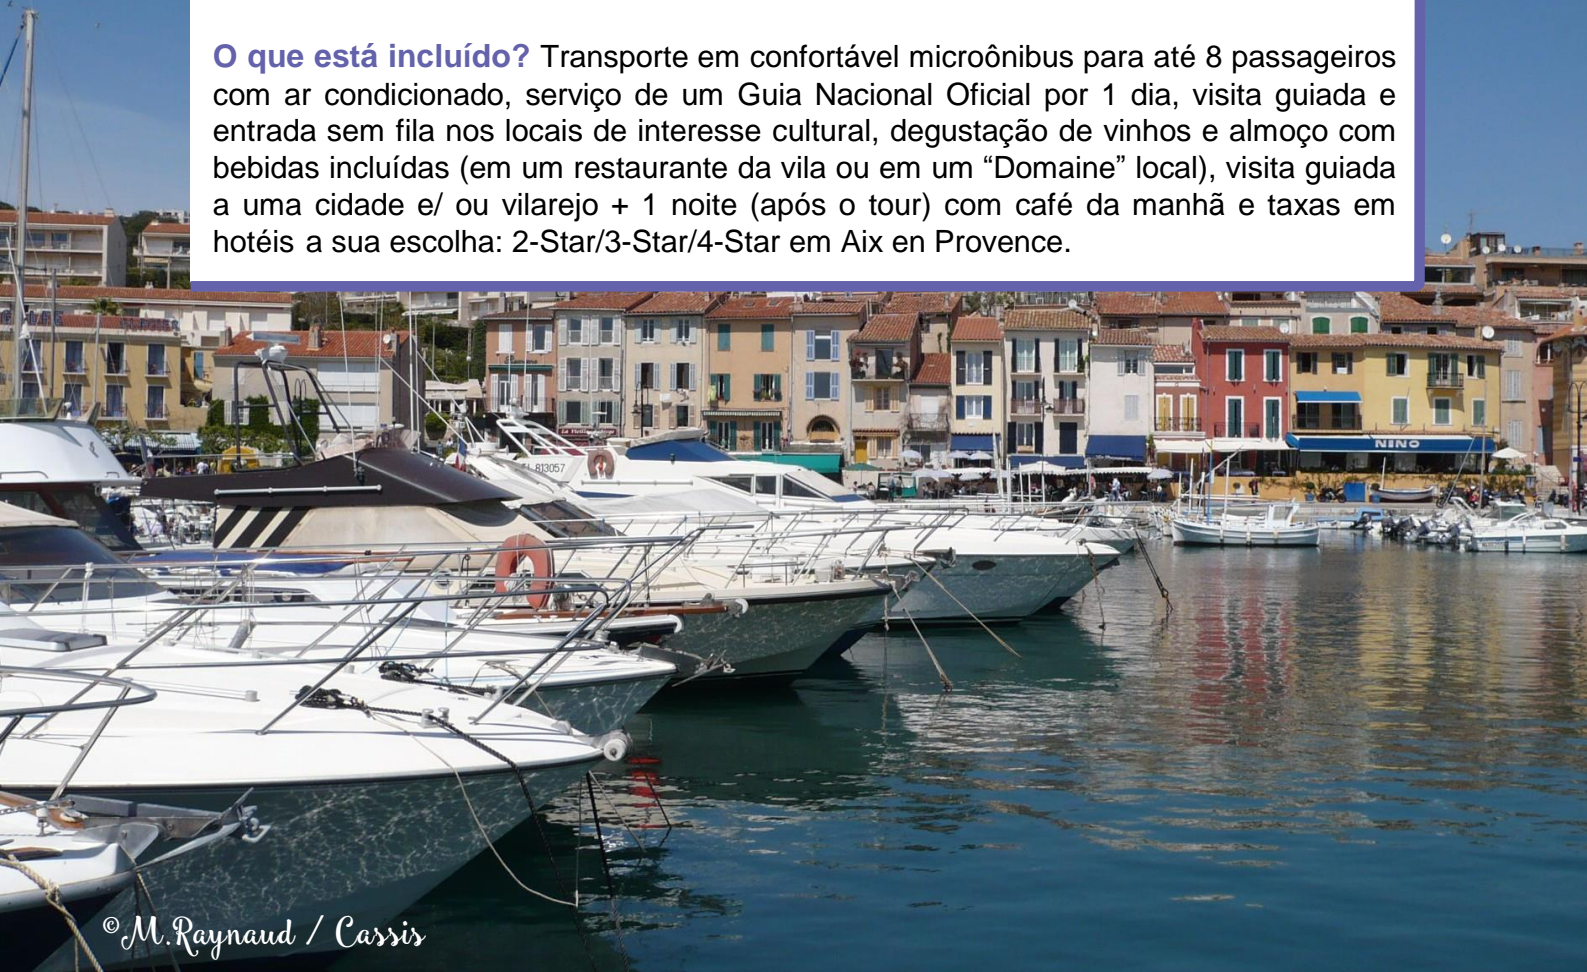 O que está incluído? Transporte em confortável microônibus para até 8 passageiros
com ar condicionado, serviço de um Guia Nacional Oficial por 1 dia, visita guiada e
entrada sem fila nos locais de interesse cultural, degustação de vinhos e almoço com
bebidas incluídas (em um restaurante da vila ou em um “Domaine” local), visita guiada
a uma cidade e/ ou vilarejo + 1 noite (após o tour) com café da manhã e taxas em
hotéis a sua escolha: 2-Star/3-Star/4-Star em Aix en Provence.
NINO
813057
©M.Raynaud / Cassis